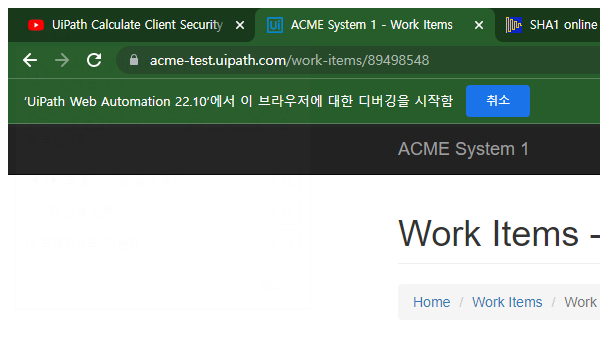 UiPath Calculate Client Security
ACME System 1 - Work Items
SHA1 online
acme-test.uipath.com/work-items/89498548
'UiPath Web Automation 22.10'에서 이 브라우저에 대한 디버깅을 시작함
취소
ACME System 1
Work Items -
Home / Work Items / Work